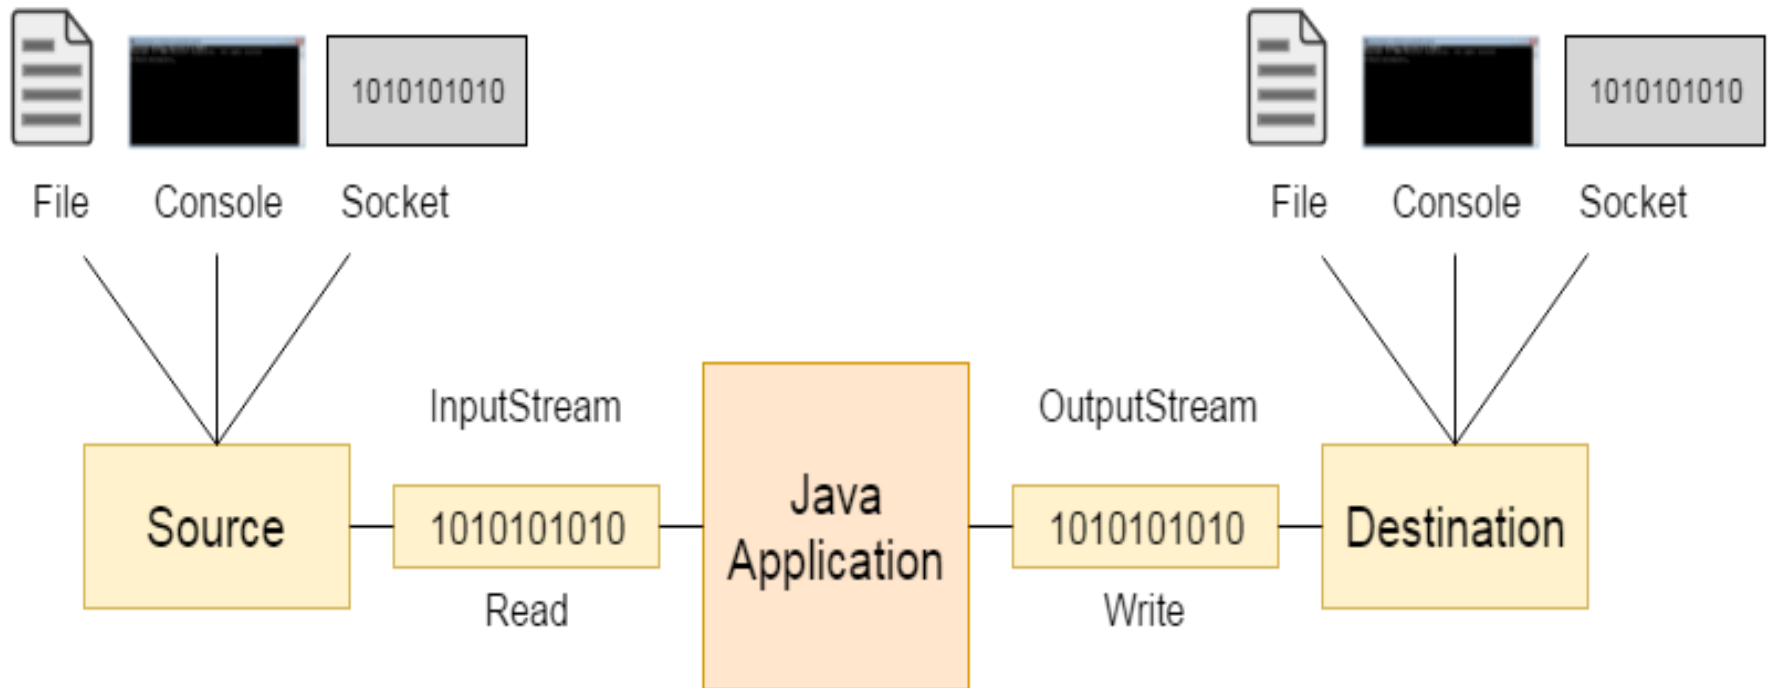 1010101010
1010101010
File Console Socket
File Console Socket
InputStream
OutputStream
Source
1010101010
Java
Application
1010101010
Destination
Read
Write